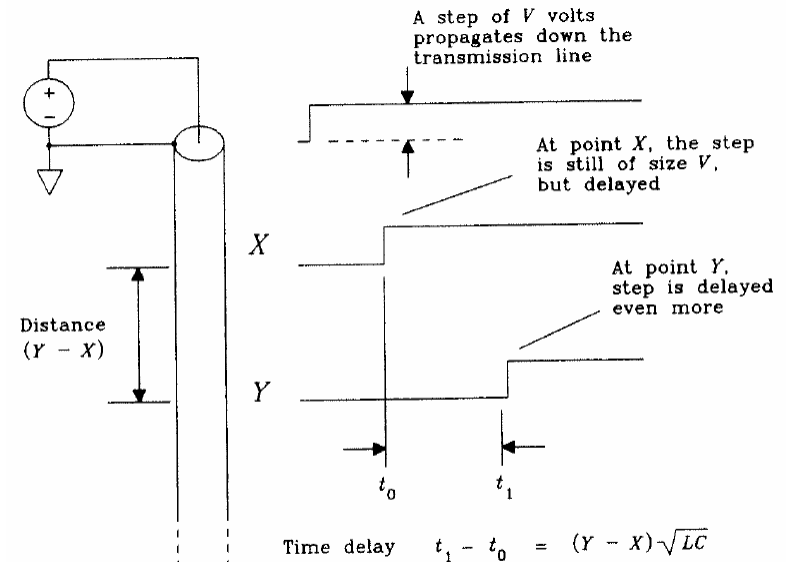 A step of V volts
propagates down the
transmission line
+
−
At point X, the step
is still of size V,
but delayed
X
At point Y,
step is delayed
even more
Distance
(Y − X)
Y
t₀
t₁
Time delay t₁ − t₀ = (Y − X)√LC